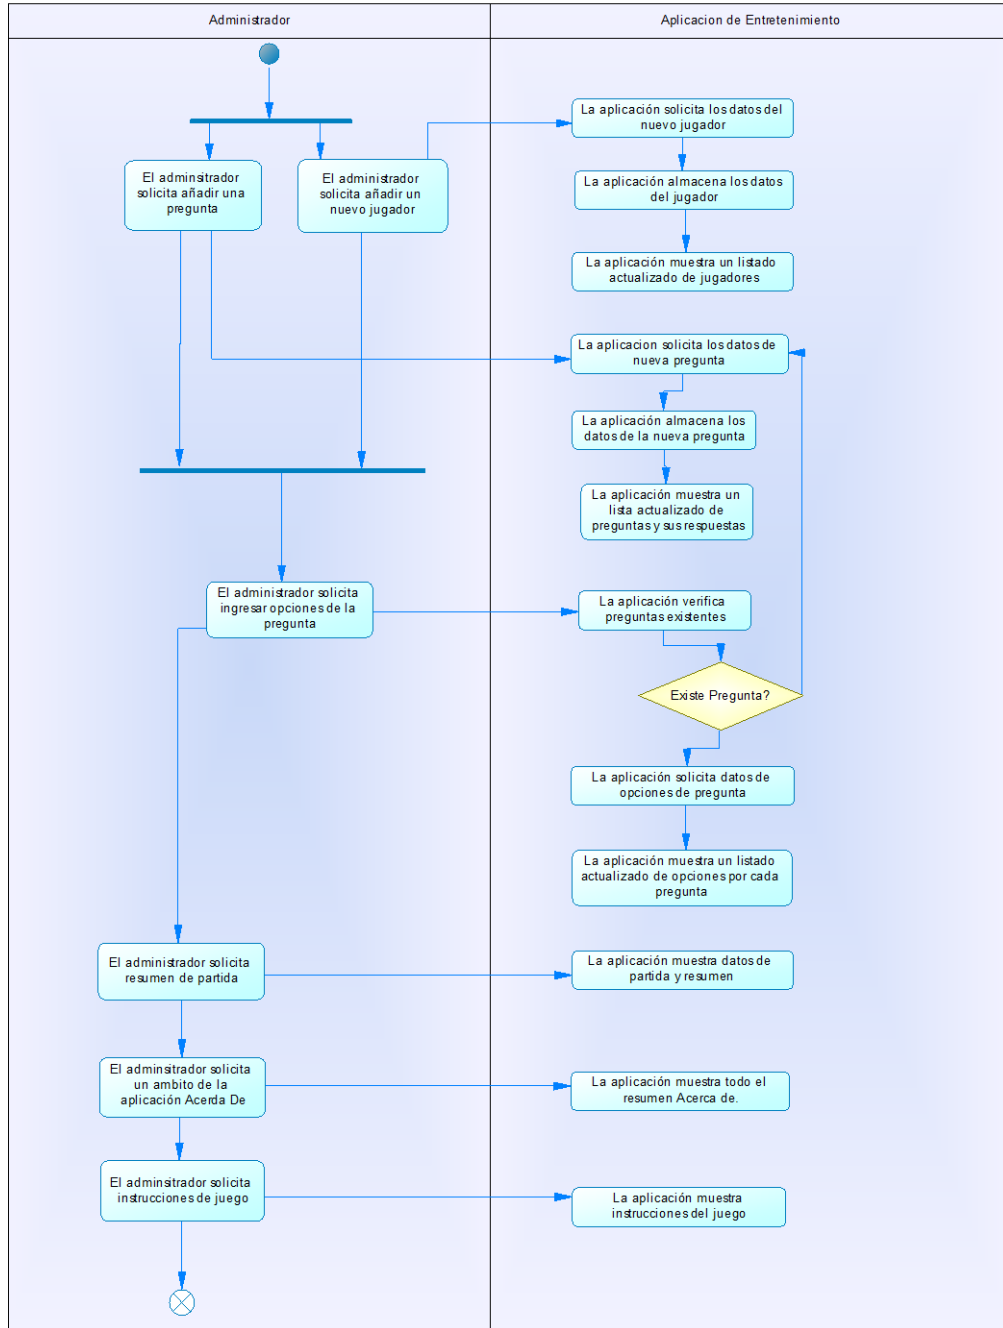 Administrador
Aplicacion de Entretenimiento
La aplicación solicita los datos del
nuevo jugador
El adminsitrador
solicita añadir una
pregunta
El adminsitrador
solicita añadir un
nuevo jugador
La aplicación almacena los datos
del jugador
La aplicación muestra un listado
actualizado de jugadores
La aplicacion solicita los datos de
nueva pregunta
La aplicación almacena los
datos de la nueva pregunta
La aplicación muestra un
lista actualizado de
preguntas y sus respuestas
El administrador solicita
ingresar opciones de la
pregunta
La aplicación verifica
preguntas existentes
Existe Pregunta?
La aplicación solicita datos de
opciones de pregunta
La aplicación muestra un listado
actualizado de opciones por cada
pregunta
El administrador solicita
resumen de partida
La aplicación muestra datos de
partida y resumen
El adminsitrador solicita
un ambito de la
aplicación Acerda De
La aplicación muestra todo el
resumen Acerca de.
El adminsitrador solicita
instrucciones de juego
La aplicación muestra
instrucciones del juego